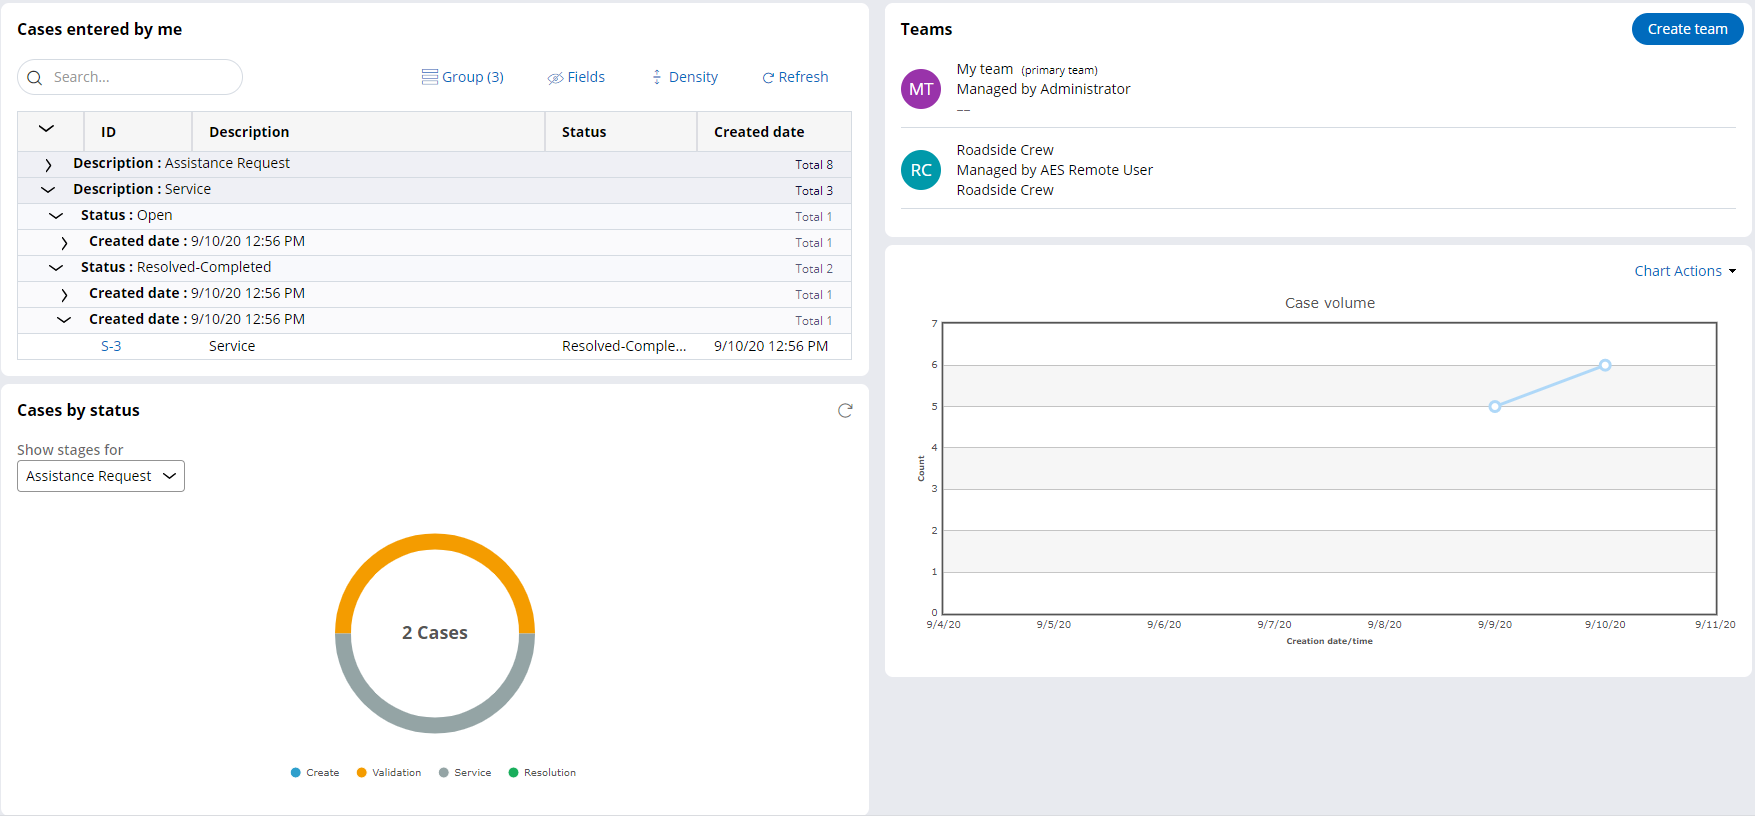 Cases entered by me
Search...
Group (3)
Fields
Density
Refresh
ID
Description
Status
Created date
Description : Assistance Request
Total 8
Description : Service
Total 3
Status : Open
Total 1
Created date : 9/10/20 12:56 PM
Total 1
Status : Resolved-Completed
Total 2
Created date : 9/10/20 12:56 PM
Total 1
Created date : 9/10/20 12:56 PM
Total 1
S-3
Service
Resolved-Comple...
9/10/20 12:56 PM
Cases by status
Show stages for
Assistance Request
2 Cases
Create
Validation
Service
Resolution
Teams
Create team
MT
My team (primary team)
Managed by Administrator
––
RC
Roadside Crew
Managed by AES Remote User
Roadside Crew
Chart Actions
Case volume
7
6
5
4
3
2
1
0
Count
9/4/20
9/5/20
9/6/20
9/7/20
9/8/20
9/9/20
9/10/20
9/11/20
Creation date/time